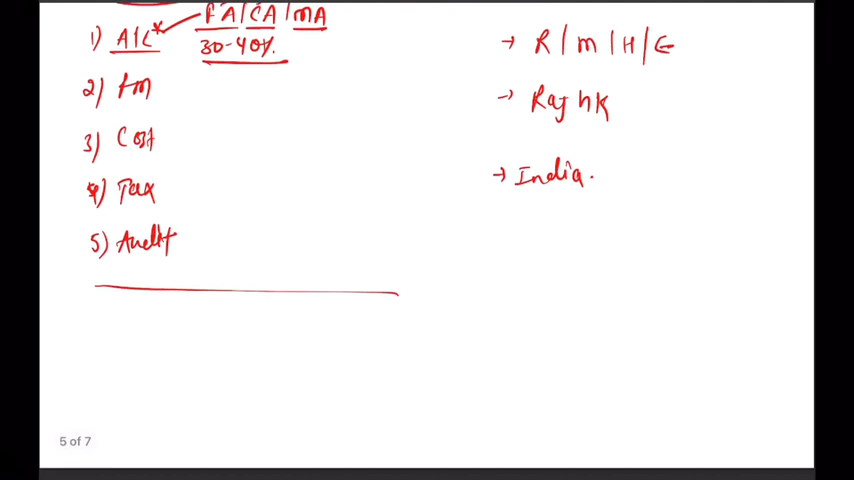 FA/CA/MA
1) A/C*
30-40%.
2) FM
3) Cost
4) Tax
5) Audit
→ R/M/H/E
→ Raj hk
→ India.
5 of 7